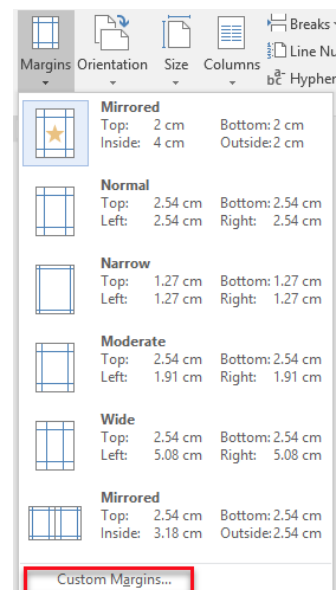 Margins Orientation Size Columns
Breaks
Line Nu
Hypher
Mirrored
Top: 2 cm Bottom: 2 cm
Inside: 4 cm Outside: 2 cm
Normal
Top: 2.54 cm Bottom: 2.54 cm
Left: 2.54 cm Right: 2.54 cm
Narrow
Top: 1.27 cm Bottom: 1.27 cm
Left: 1.27 cm Right: 1.27 cm
Moderate
Top: 2.54 cm Bottom: 2.54 cm
Left: 1.91 cm Right: 1.91 cm
Wide
Top: 2.54 cm Bottom: 2.54 cm
Left: 5.08 cm Right: 5.08 cm
Mirrored
Top: 2.54 cm Bottom: 2.54 cm
Inside: 3.18 cm Outside: 2.54 cm
Custom Margins...